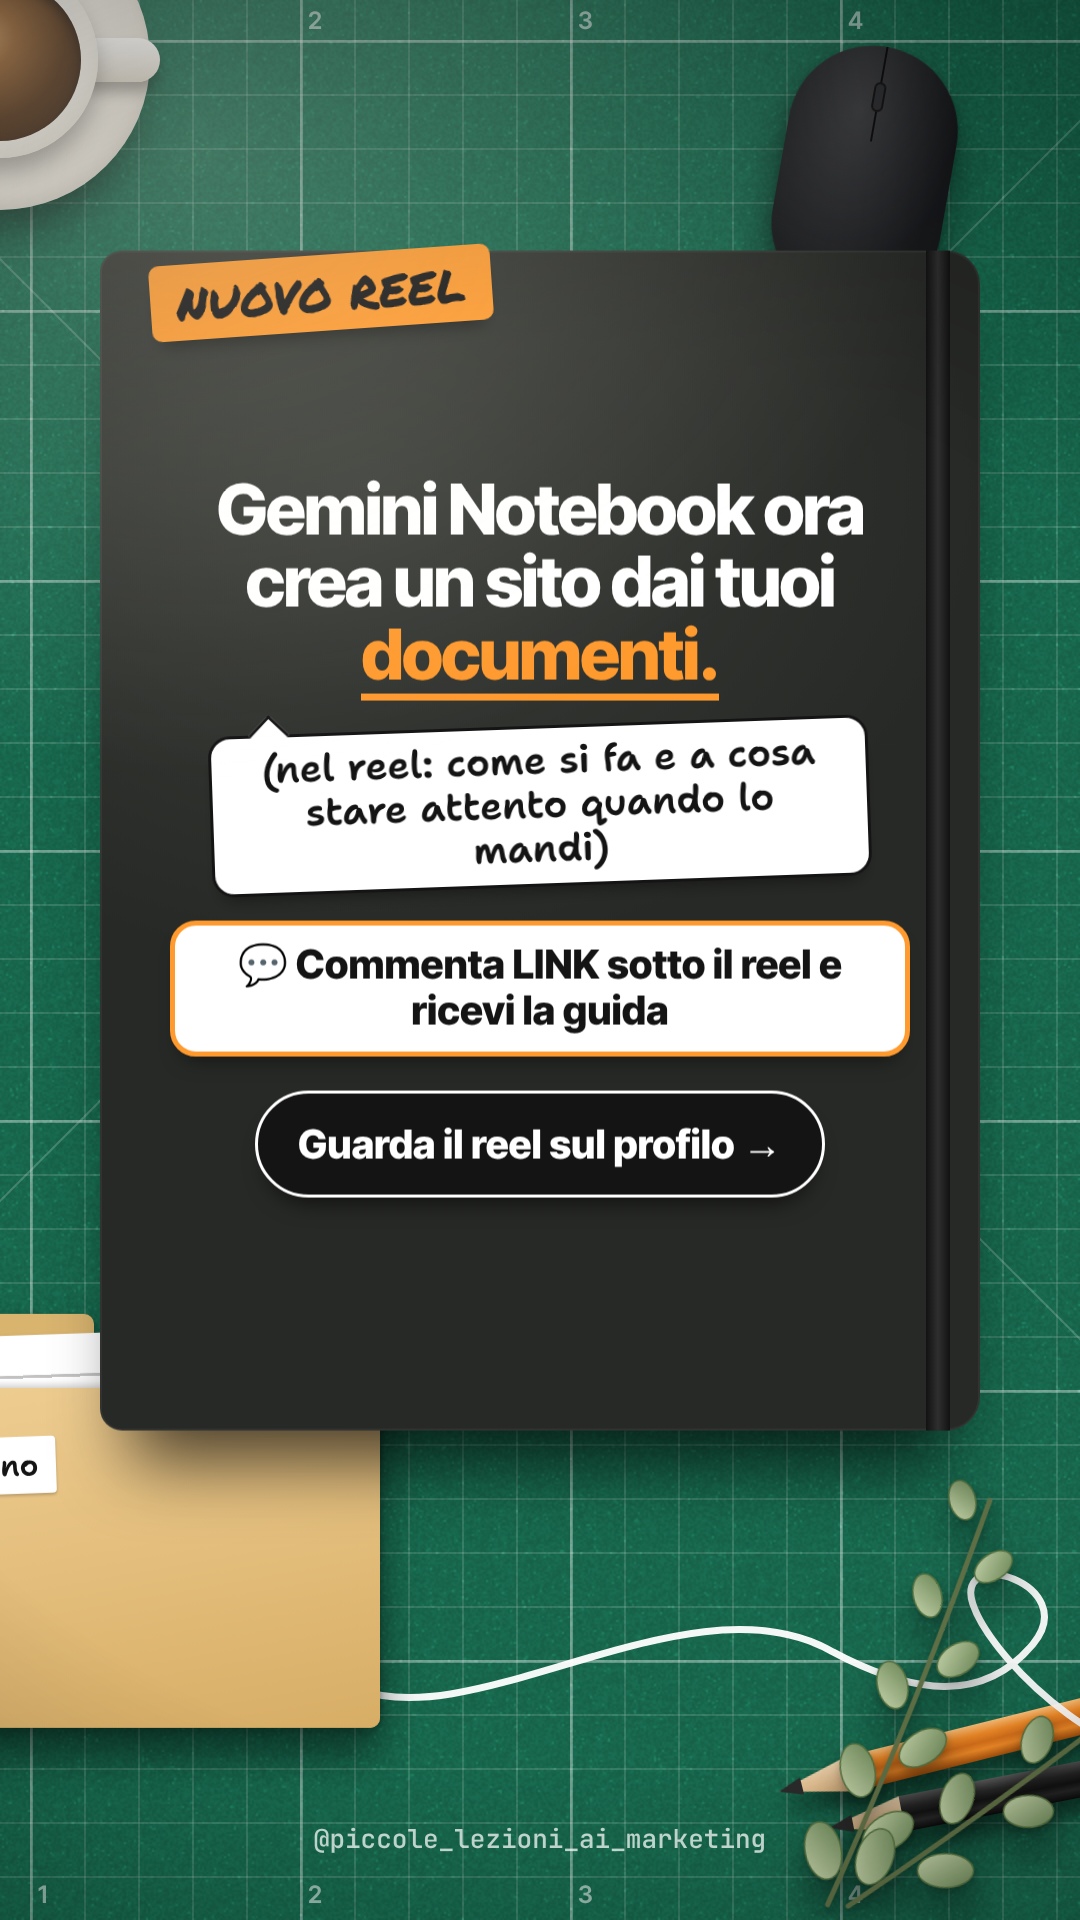 2 3 4
NUOVO REEL
Gemini Notebook ora
crea un sito dai tuoi
documenti.
(nel reel: come si fa e a cosa
stare attento quando lo
mandi)
💬 Commenta LINK sotto il reel e
ricevi la guida
Guarda il reel sul profilo →
no
@piccole_lezioni_ai_marketing
1 2 3 4